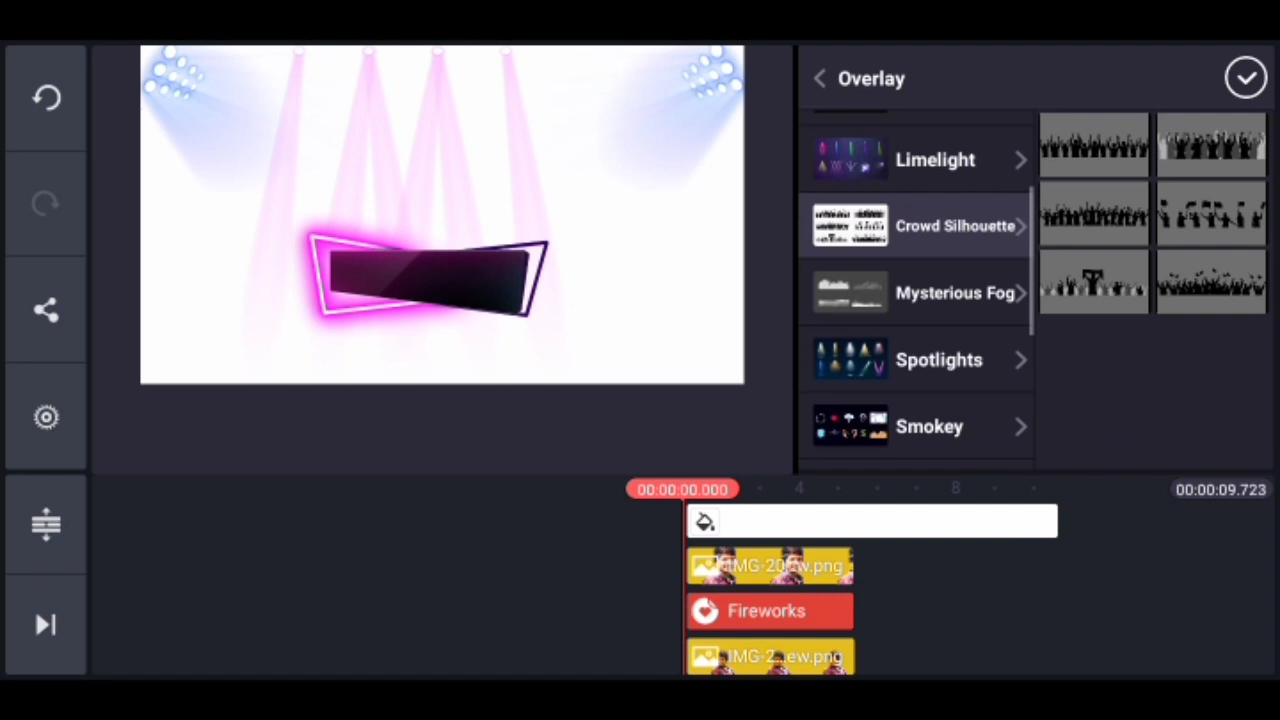 Overlay
Limelight
Crowd Silhouette
Mysterious Fog
Spotlights
Smokey
00:00:00.000
4
8
00:00:09.723
IMG-20...ew.png
Fireworks
IMG-2...ew.png